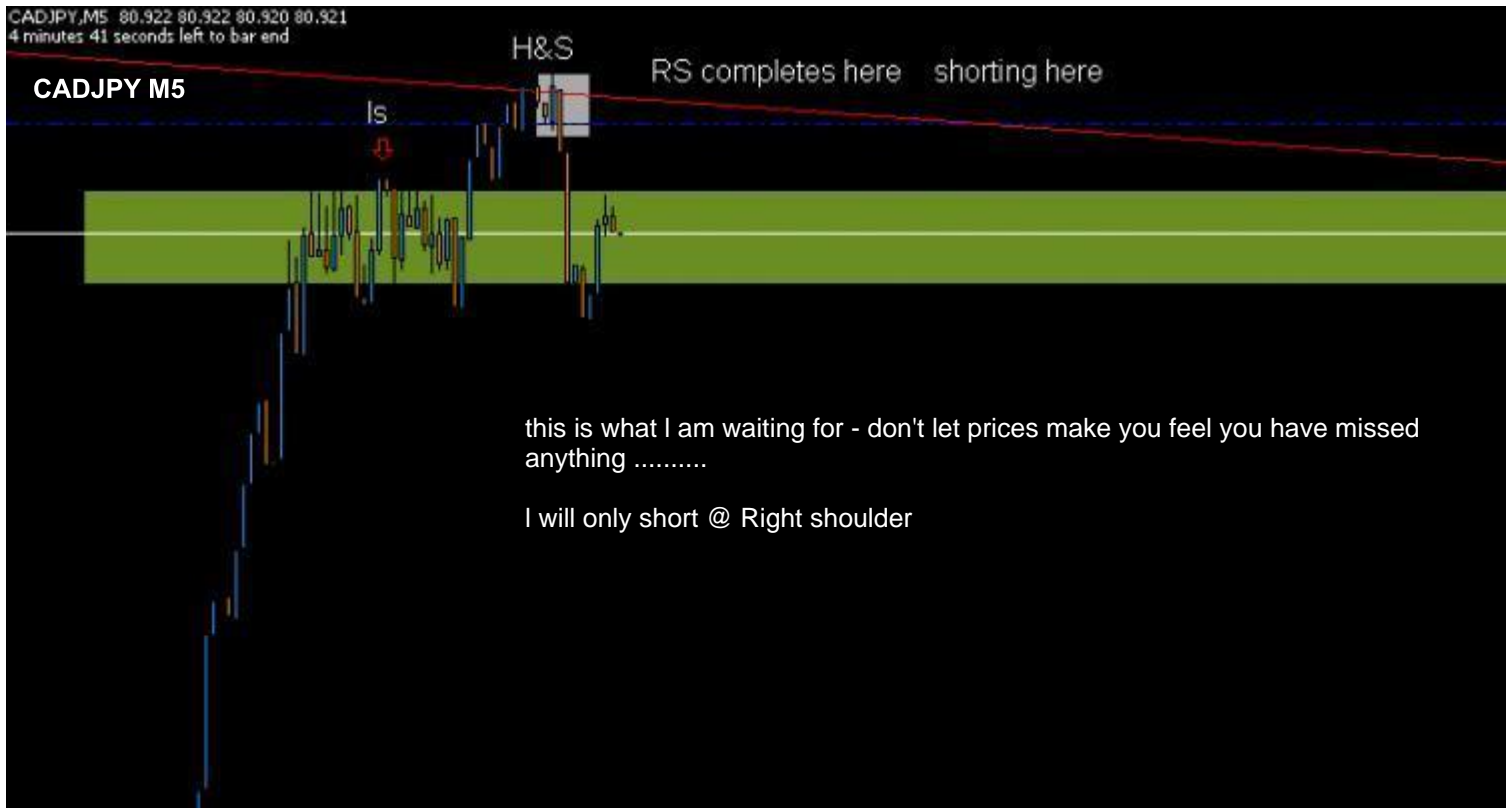 CADJPY,M5 80.922 80.922 80.920 80.921
4 minutes 41 seconds left to bar end
H&S
RS completes here shorting here
CADJPY M5
ls
this is what I am waiting for - don't let prices make you feel you have missed
anything ..........
I will only short @ Right shoulder